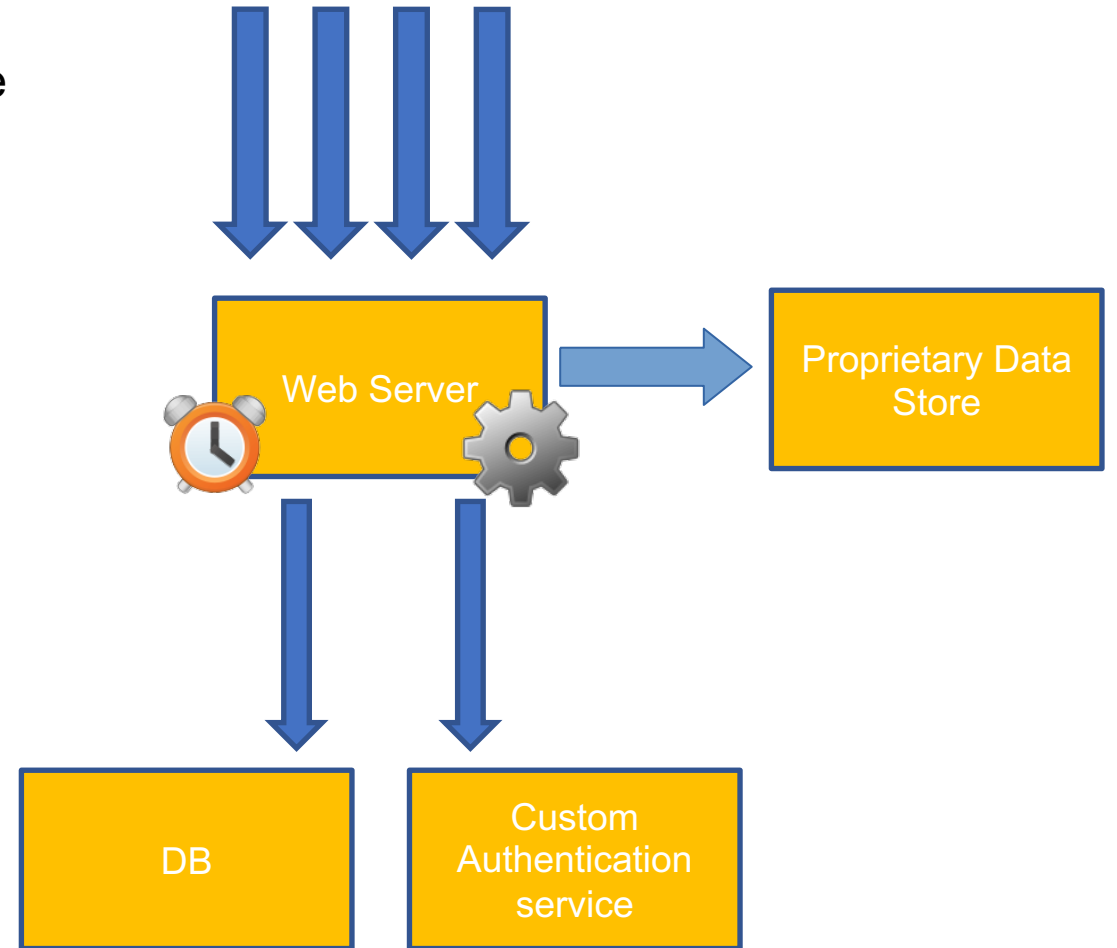 e
Web Server
Proprietary Data
Store
DB
Custom
Authentication
service